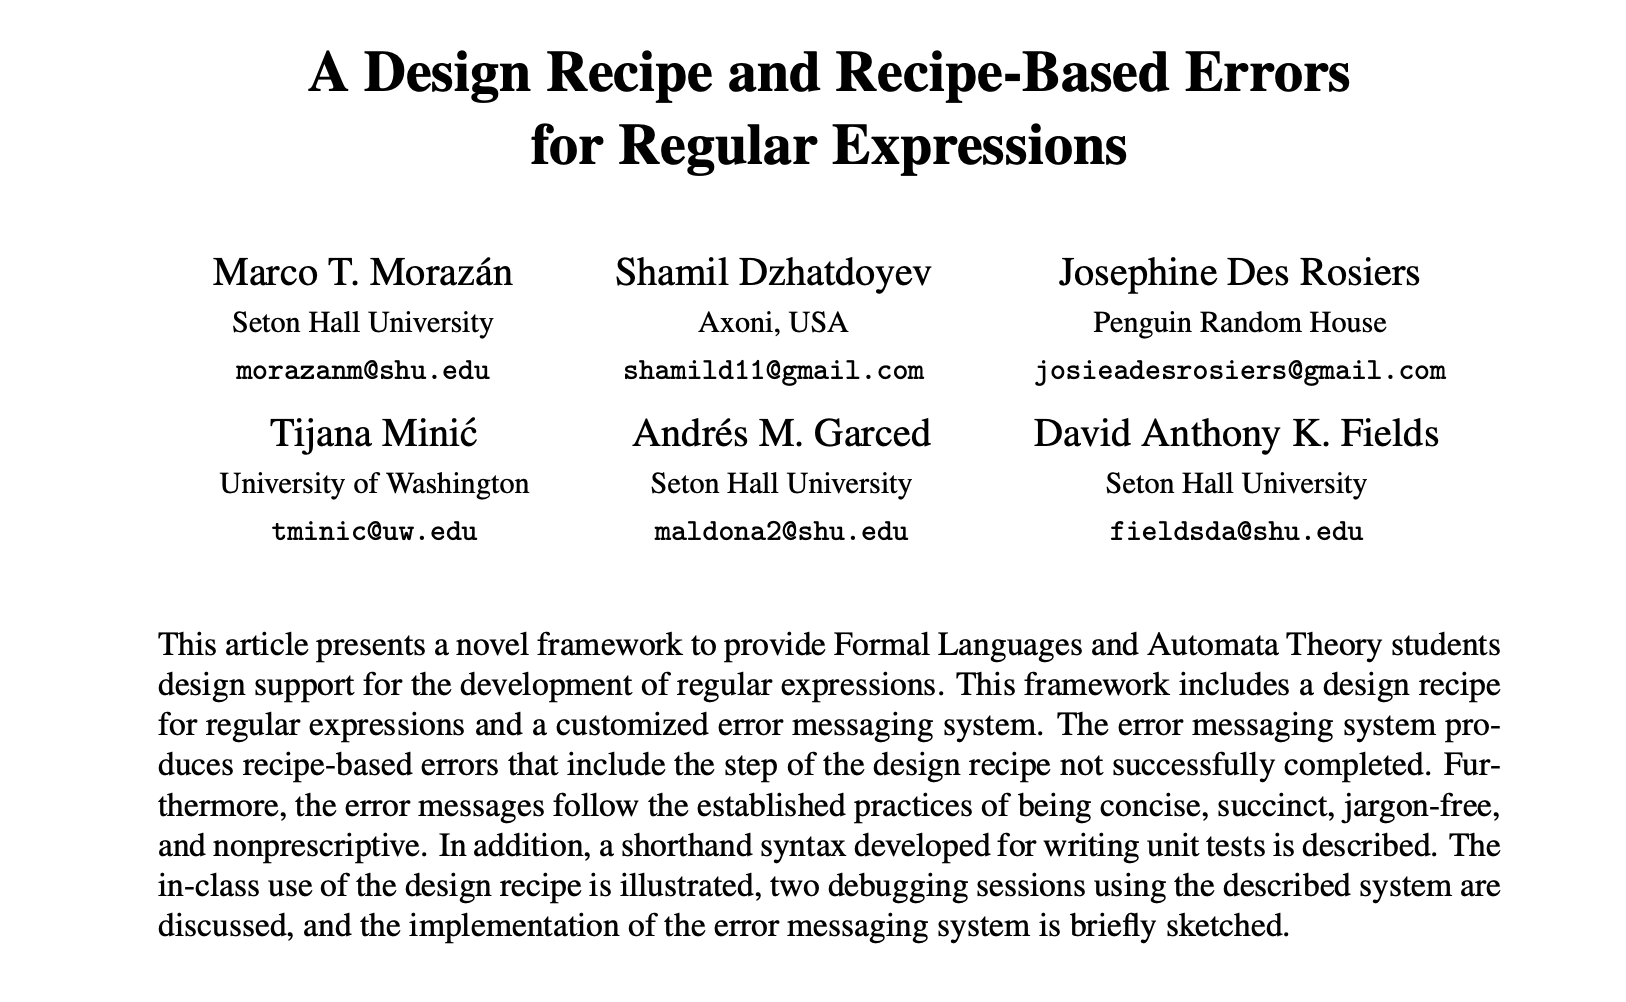 A Design Recipe and Recipe-Based Errors
for Regular Expressions
Marco T. Morazán
Seton Hall University
morazanm@shu.edu
Shamil Dzhatdoyev
Axoni, USA
shamild11@gmail.com
Josephine Des Rosiers
Penguin Random House
josieadesrosiers@gmail.com
Tijana Minić
University of Washington
tminic@uw.edu
Andrés M. Garced
Seton Hall University
maldona2@shu.edu
David Anthony K. Fields
Seton Hall University
fieldsda@shu.edu
This article presents a novel framework to provide Formal Languages and Automata Theory students
design support for the development of regular expressions. This framework includes a design recipe
for regular expressions and a customized error messaging system. The error messaging system pro-
duces recipe-based errors that include the step of the design recipe not successfully completed. Fur-
thermore, the error messages follow the established practices of being concise, succinct, jargon-free,
and nonprescriptive. In addition, a shorthand syntax developed for writing unit tests is described. The
in-class use of the design recipe is illustrated, two debugging sessions using the described system are
discussed, and the implementation of the error messaging system is briefly sketched.